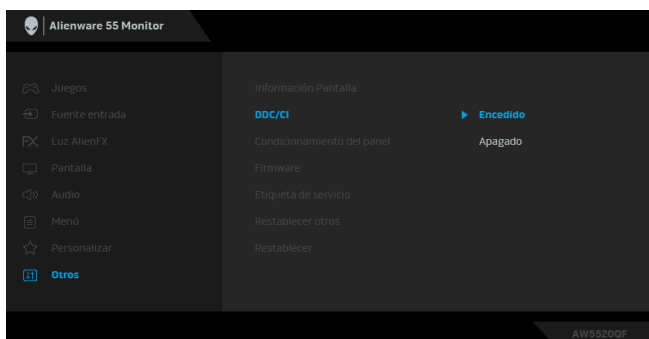 Alienware 55 Monitor
Juegos
Fuente entrada
FX Luz AlienFX
Pantalla
Audio
Menú
Personalizar
Otros
Información Pantalla
DDC/CI
Condicionamiento del panel
Firmware
Etiqueta de servicio
Restablecer otros
Restablecer
Encedido
Apagado
AW5520QF